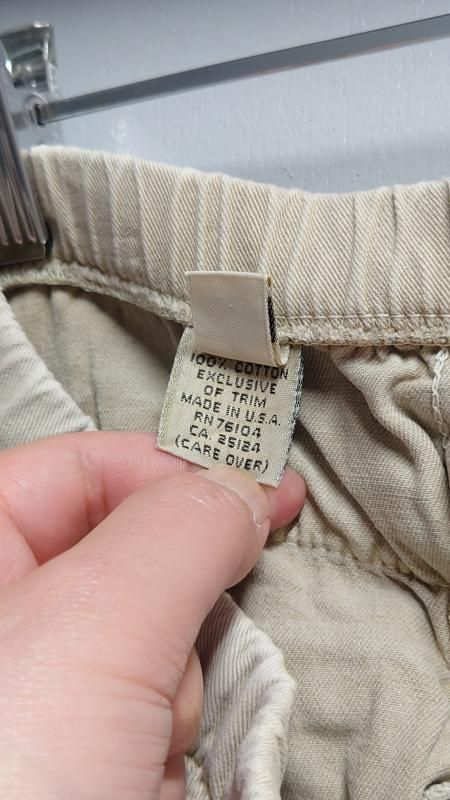 100% COTTON
EXCLUSIVE
OF TRIM
MADE IN U.S.A.
RN 76104
CA. 25124
(CARE OVER)